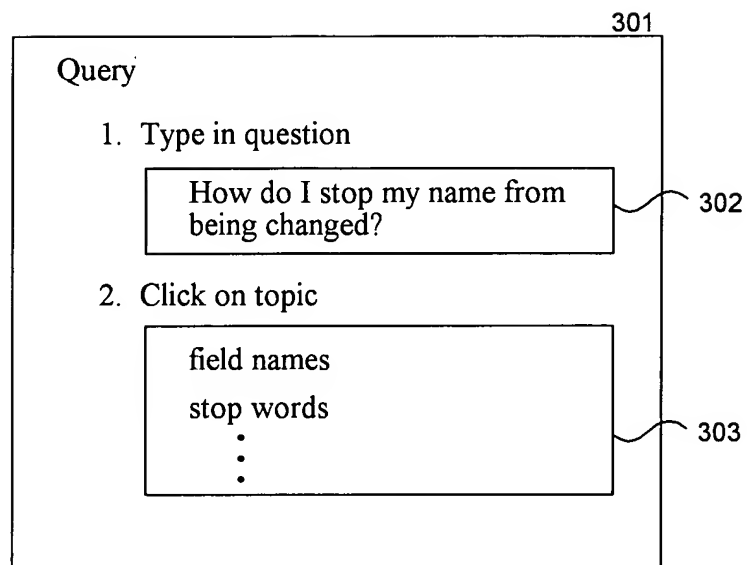 301
Query
1. Type in question
How do I stop my name from
being changed?
302
2. Click on topic
field names
stop words
303